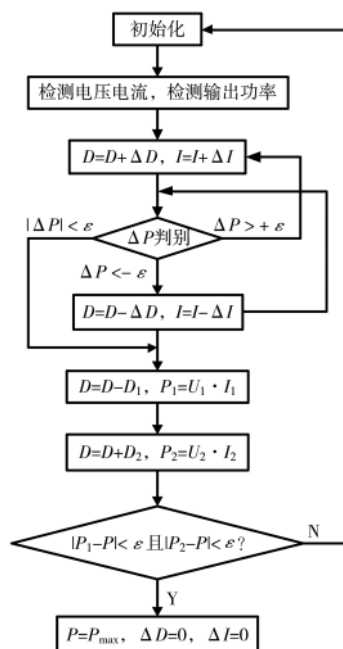 初始化
检测电压电流，检测输出功率
D=D+ΔD，I=I+ΔI
|ΔP|<ε
ΔP判别
ΔP>+ε
ΔP<-ε
D=D-ΔD，I=I-ΔI
D=D-D₁，P₁=U₁·I₁
D=D+D₂，P₂=U₂·I₂
|P₁-P|<ε且|P₂-P|<ε?
N
Y
P=Pmax，ΔD=0，ΔI=0